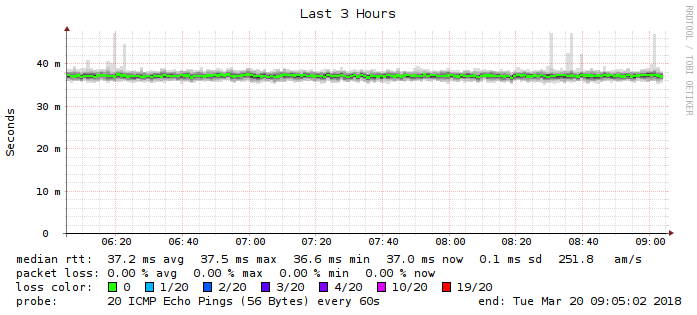 Last 3 Hours
RRDTOOL / TOBI OETIKER
Seconds
40 m
30 m
20 m
10 m
0
06:20 06:40 07:00 07:20 07:40 08:00 08:20 08:40 09:00
median rtt: 37.2 ms avg 37.5 ms max 36.6 ms min 37.0 ms now 0.1 ms sd 251.8 am/s
packet loss: 0.00 % avg 0.00 % max 0.00 % min 0.00 % now
loss color: 0 1/20 2/20 3/20 4/20 10/20 19/20
probe: 20 ICMP Echo Pings (56 Bytes) every 60s end: Tue Mar 20 09:05:02 2018